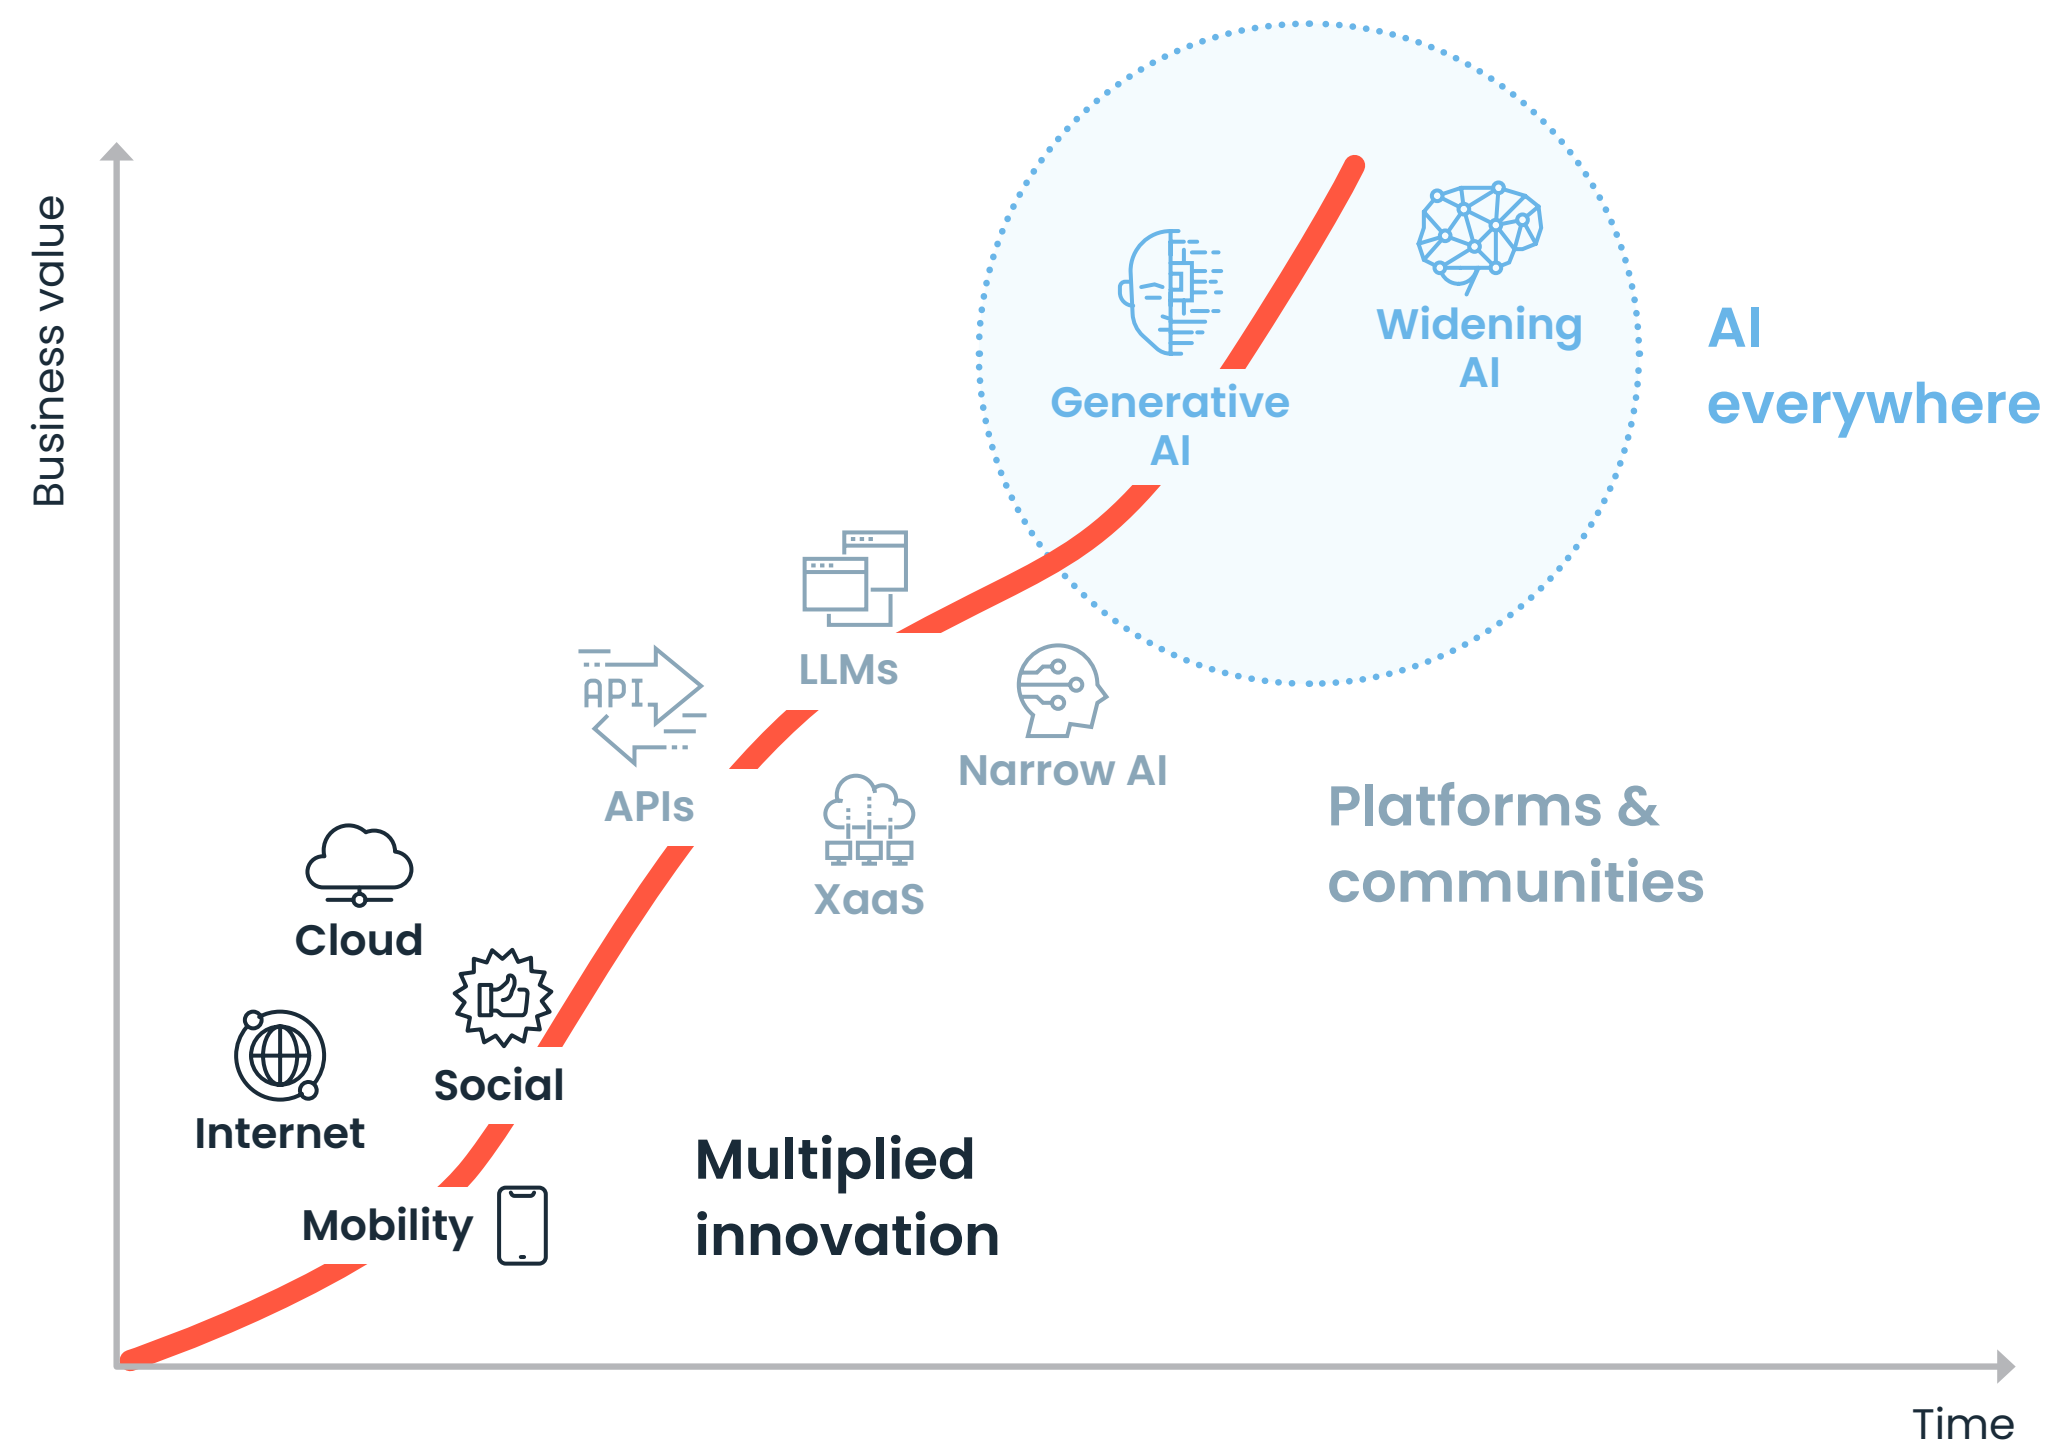 Business value
Generative
AI
Widening
AI
AI
everywhere
API
LLMs
Narrow AI
APIs
XaaS
Platforms &
communities
Cloud
Social
Internet
Mobility
Multiplied
innovation
Time